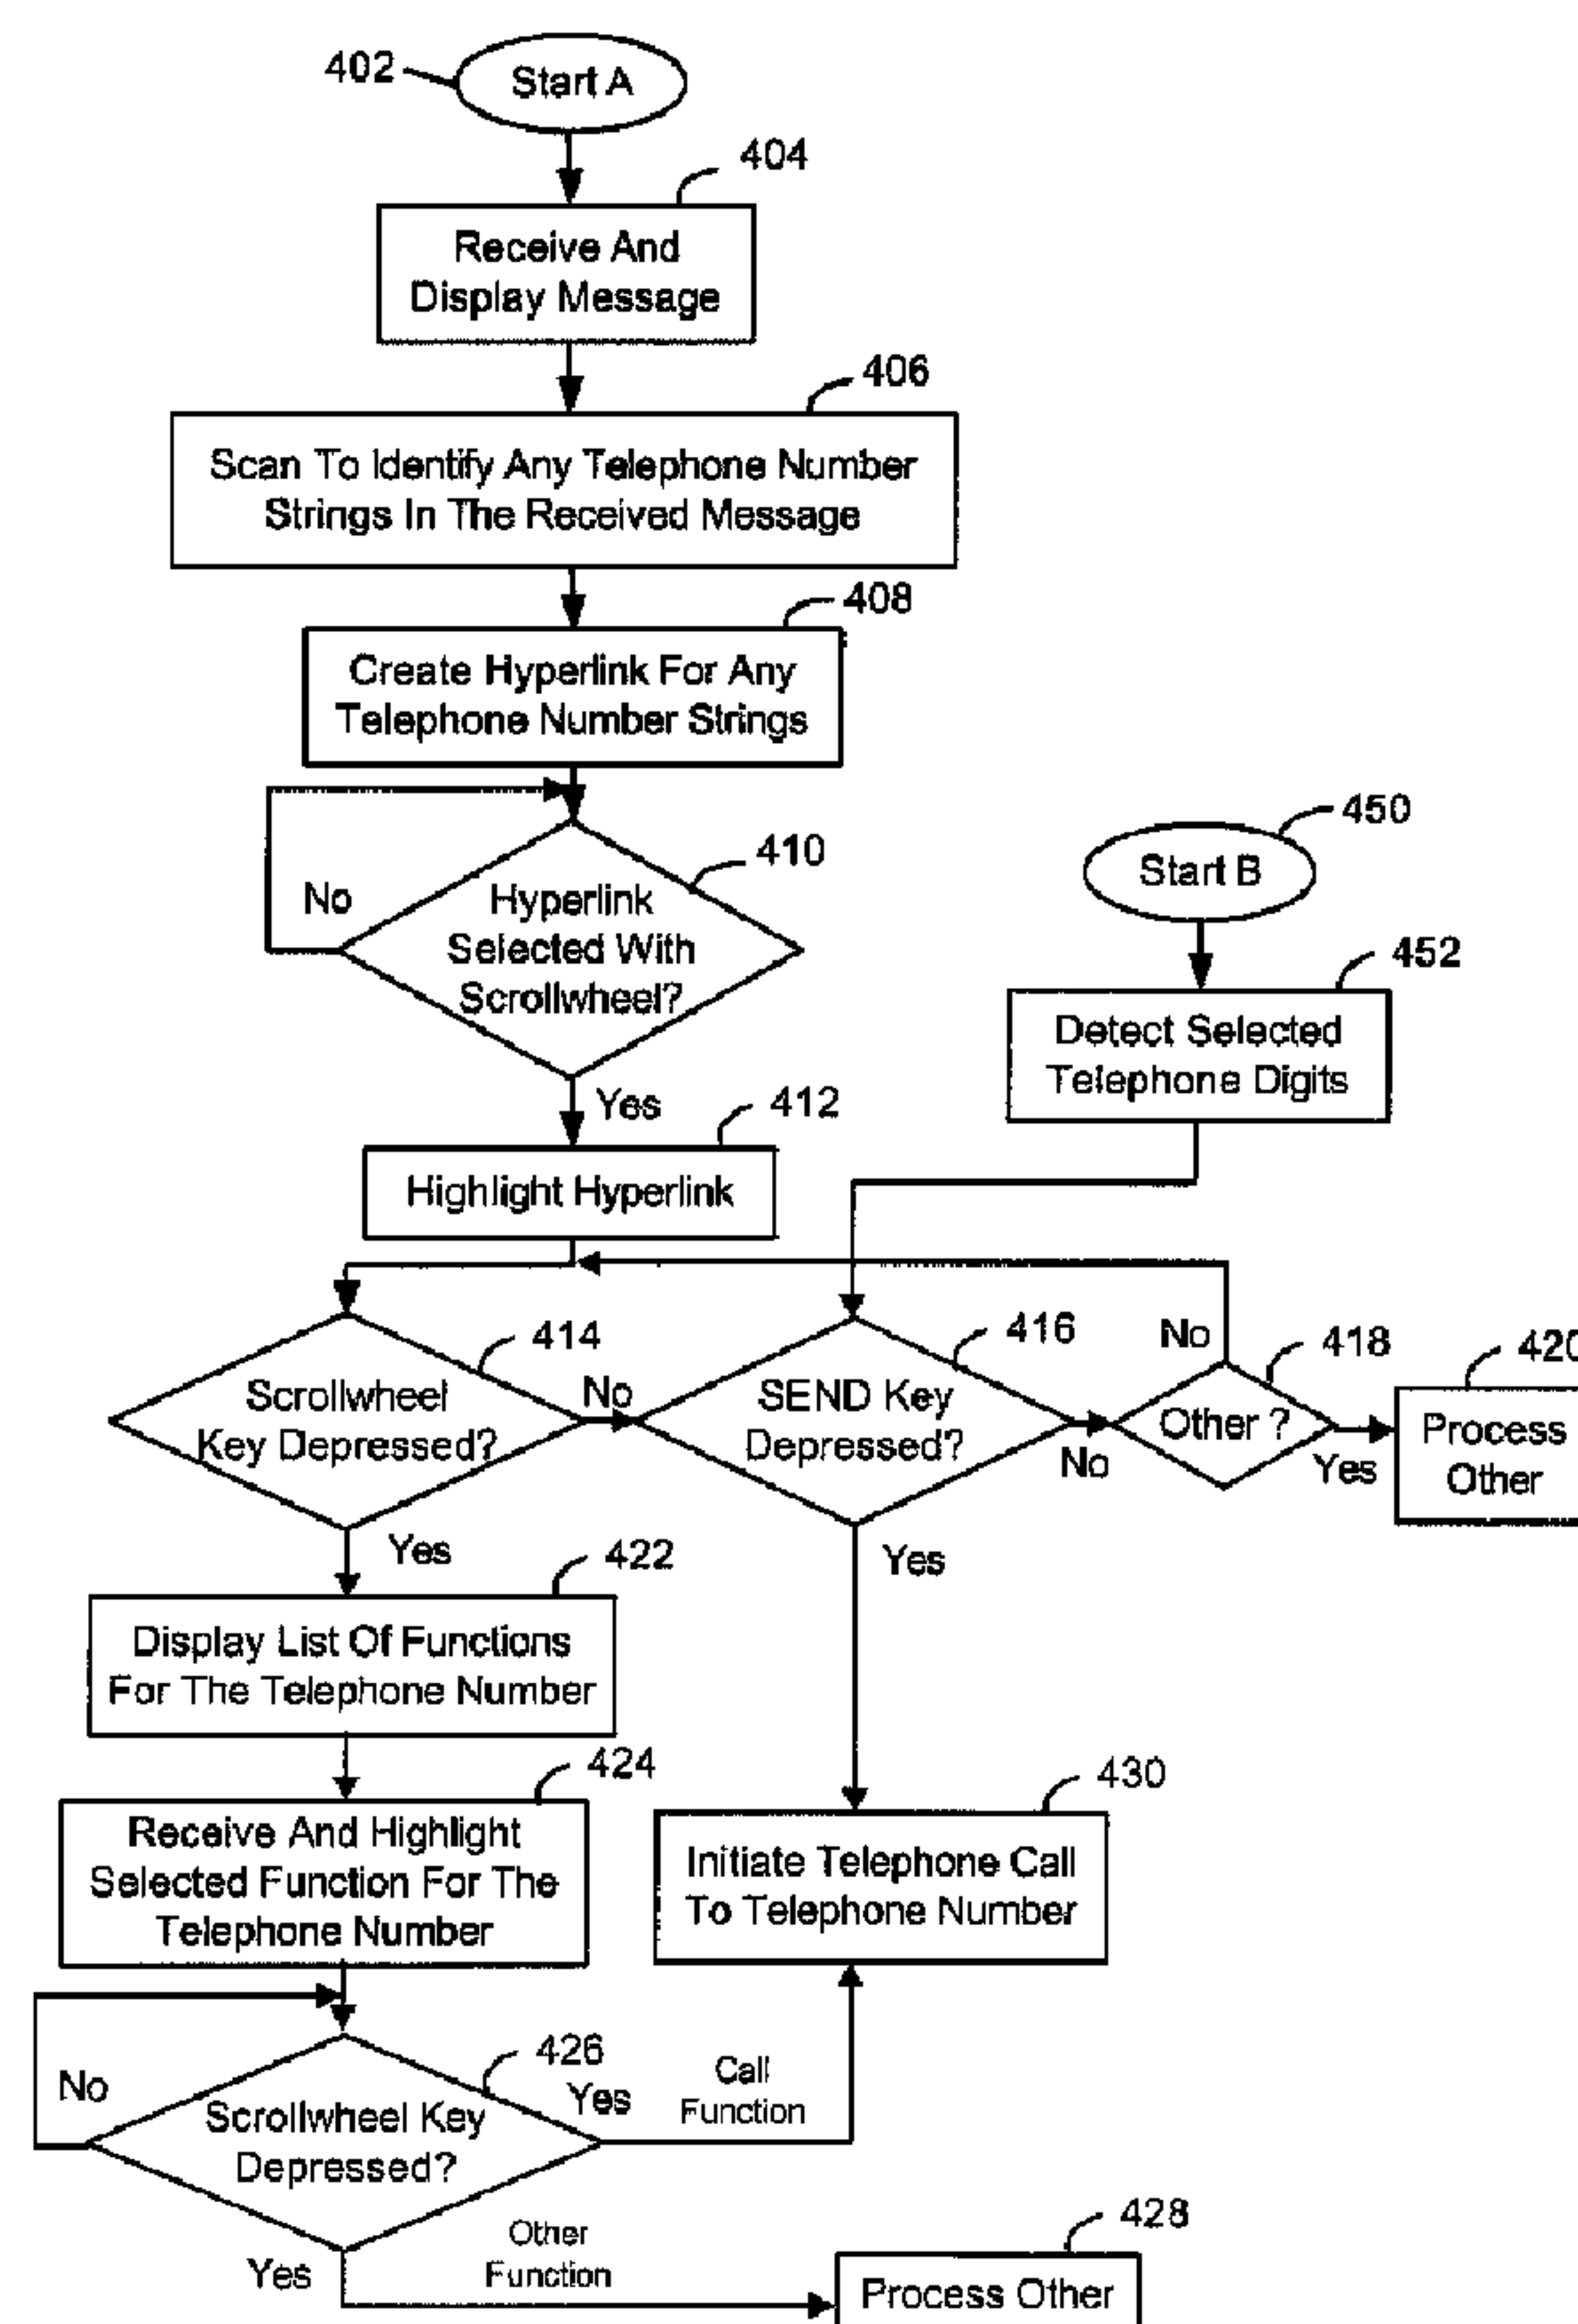 402
Start A
404
Receive And
Display Message
406
Scan To Identify Any Telephone Number
Strings In The Received Message
408
Create Hyperlink For Any
Telephone Number Strings
410
No
Hyperlink
Selected With
Scrollwheel?
450
Start B
452
Detect Selected
Telephone Digits
Yes
412
Highlight Hyperlink
414
Scrollwheel
Key Depressed?
No
416
SEND Key
Depressed?
No
No
418
Other ?
Yes
420
Process
Other
Yes
422
Display List Of Functions
For The Telephone Number
Yes
424
Receive And Highlight
Selected Function For The
Telephone Number
430
Initiate Telephone Call
To Telephone Number
426
No
Scrollwheel Key
Depressed?
Yes
Call
Function
Yes
Other
Function
428
Process Other